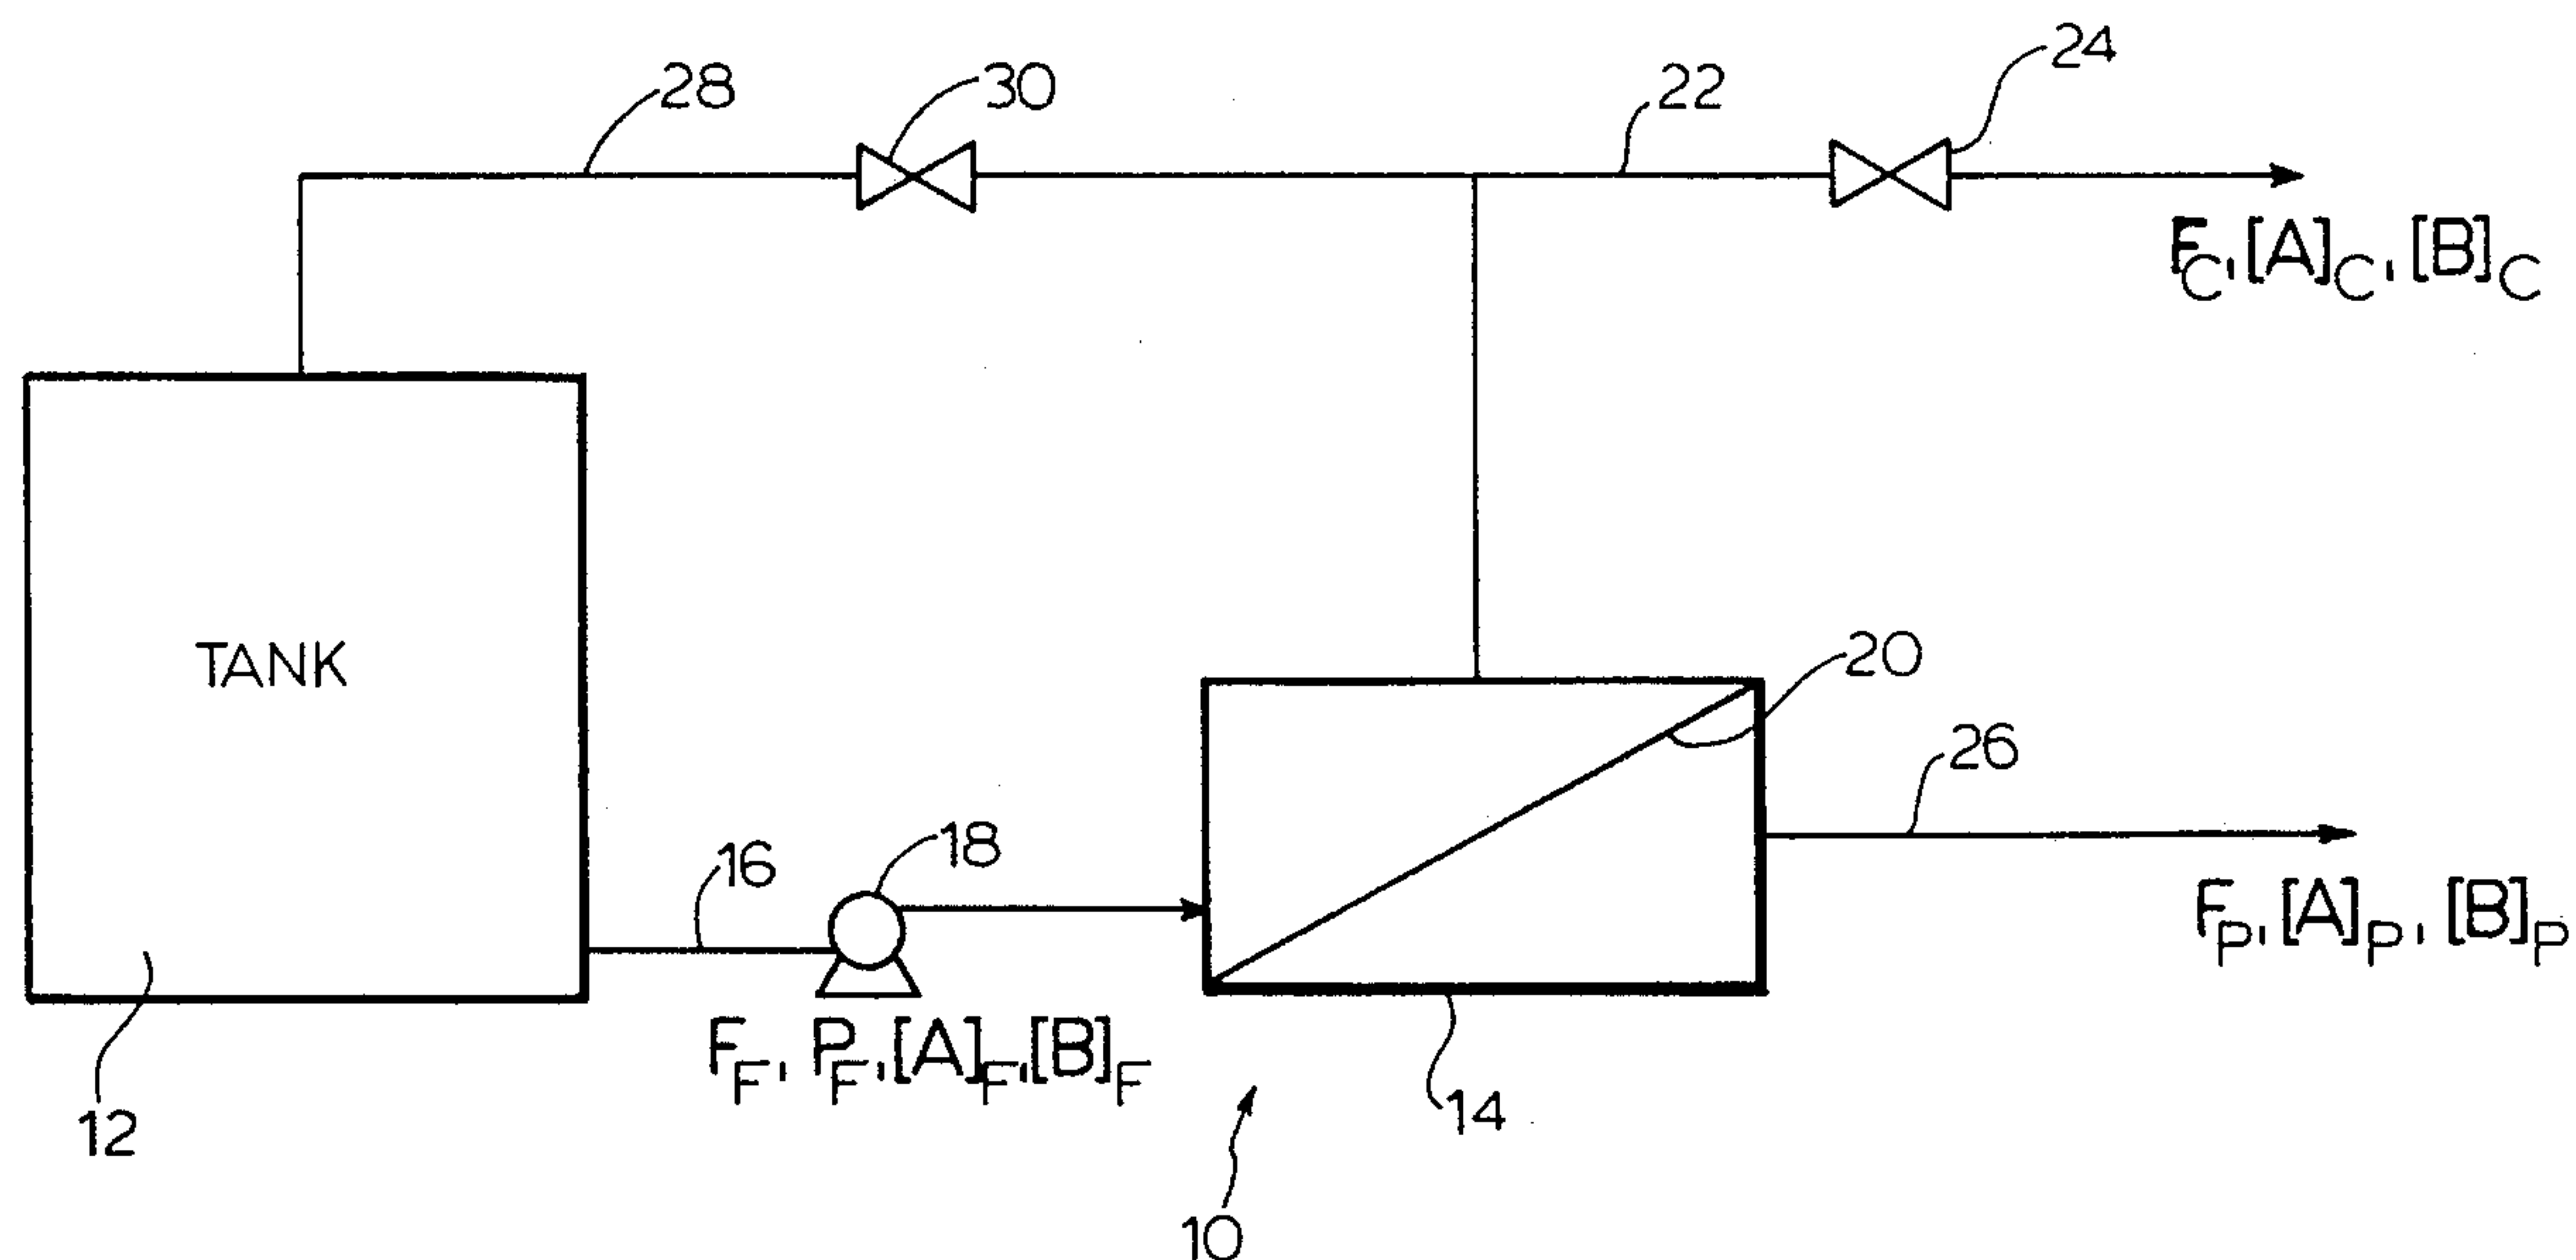 28
30
22
24
F_C, [A]_C, [B]_C
TANK
20
26
16
18
F_P, [A]_P, [B]_P
F_F, P_F, [A]_F, [B]_F
12
14
10